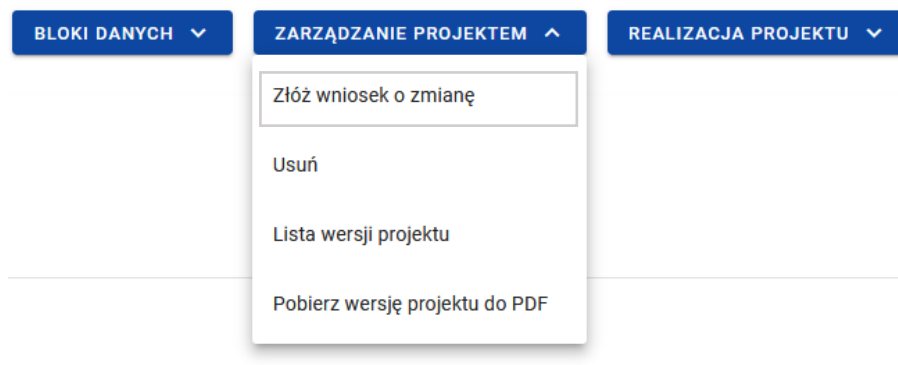 BLOKI DANYCH
ZARZĄDZANIE PROJEKTEM
REALIZACJA PROJEKTU
Złóż wniosek o zmianę
Usuń
Lista wersji projektu
Pobierz wersję projektu do PDF